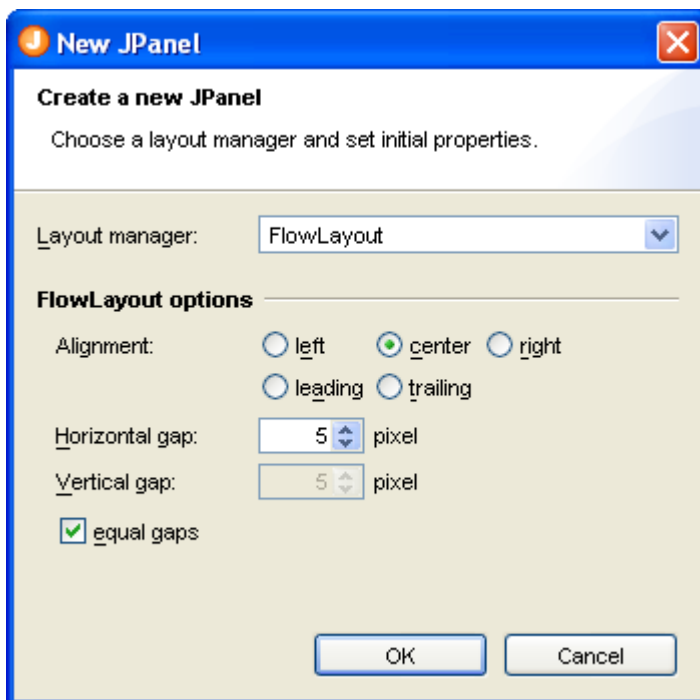 J New JPanel
Create a new JPanel
Choose a layout manager and set initial properties.
Layout manager: FlowLayout
FlowLayout options
Alignment: left center right
leading trailing
Horizontal gap: 5 pixel
Vertical gap: 5 pixel
equal gaps
OK Cancel